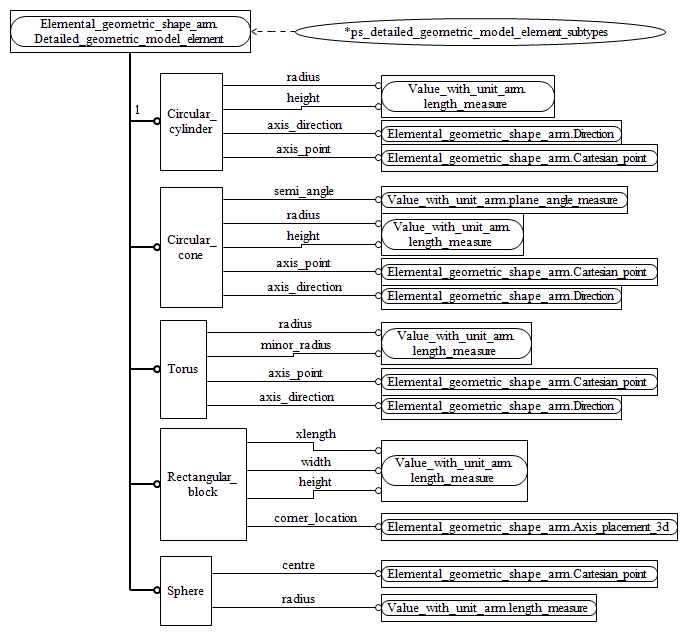 Elemental_geometric_shape_arm.
Detailed_geometric_model_element
*ps_detailed_geometric_model_element_subtypes
1
Circular_
cylinder
radius
height
Value_with_unit_arm.
length_measure
axis_direction
Elemental_geometric_shape_arm.Direction
axis_point
Elemental_geometric_shape_arm.Cartesian_point
Circular_
cone
semi_angle
Value_with_unit_arm.plane_angle_measure
radius
height
Value_with_unit_arm.
length_measure
axis_point
Elemental_geometric_shape_arm.Cartesian_point
axis_direction
Elemental_geometric_shape_arm.Direction
Torus
radius
minor_radius
Value_with_unit_arm.
length_measure
axis_point
Elemental_geometric_shape_arm.Cartesian_point
axis_direction
Elemental_geometric_shape_arm.Direction
Rectangular_
block
xlength
width
height
Value_with_unit_arm.
length_measure
corner_location
Elemental_geometric_shape_arm.Axis_placement_3d
Sphere
centre
Elemental_geometric_shape_arm.Cartesian_point
radius
Value_with_unit_arm.length_measure